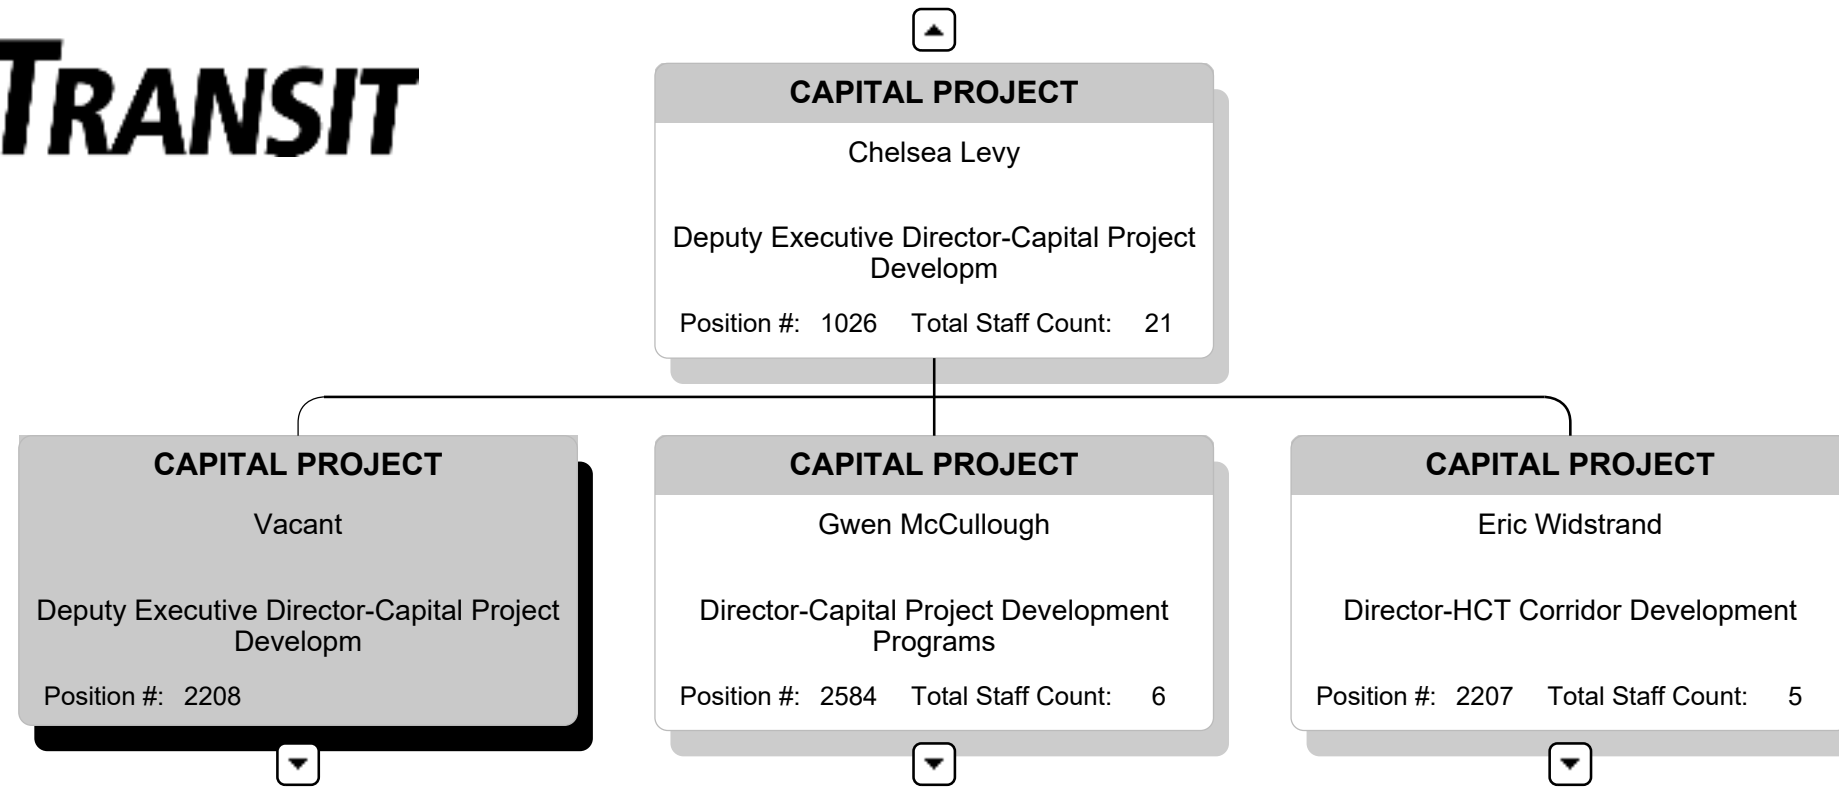 TRANSIT
CAPITAL PROJECT
Chelsea Levy
Deputy Executive Director-Capital Project
Developm
Position #: 1026 Total Staff Count: 21
CAPITAL PROJECT
Vacant
Deputy Executive Director-Capital Project
Developm
Position #: 2208
CAPITAL PROJECT
Gwen McCullough
Director-Capital Project Development
Programs
Position #: 2584 Total Staff Count: 6
CAPITAL PROJECT
Eric Widstrand
Director-HCT Corridor Development
Position #: 2207 Total Staff Count: 5